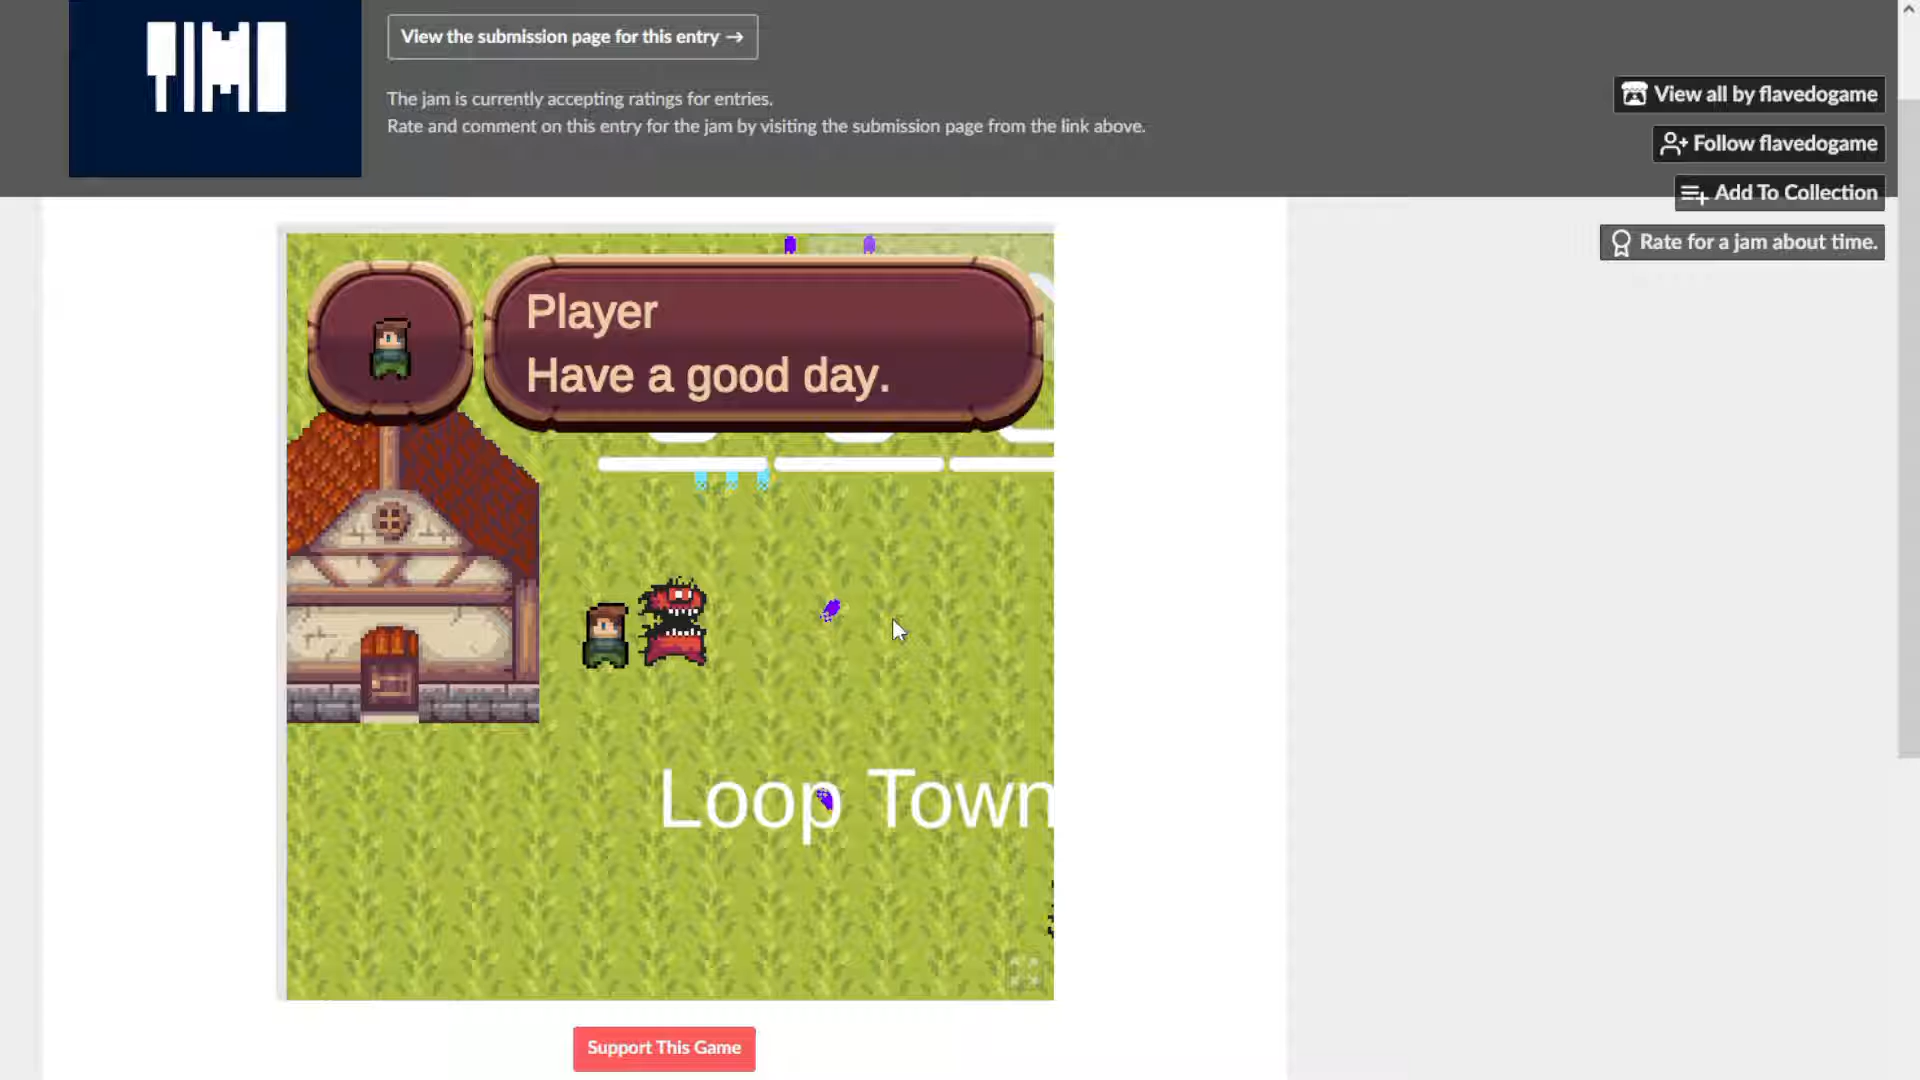 View the submission page for this entry →
The jam is currently accepting ratings for entries.
Rate and comment on this entry for the jam by visiting the submission page from the link above.
View all by flavedogame
Follow flavedogame
Add To Collection
Rate for a jam about time.
Player
Have a good day.
Loop Town
Support This Game